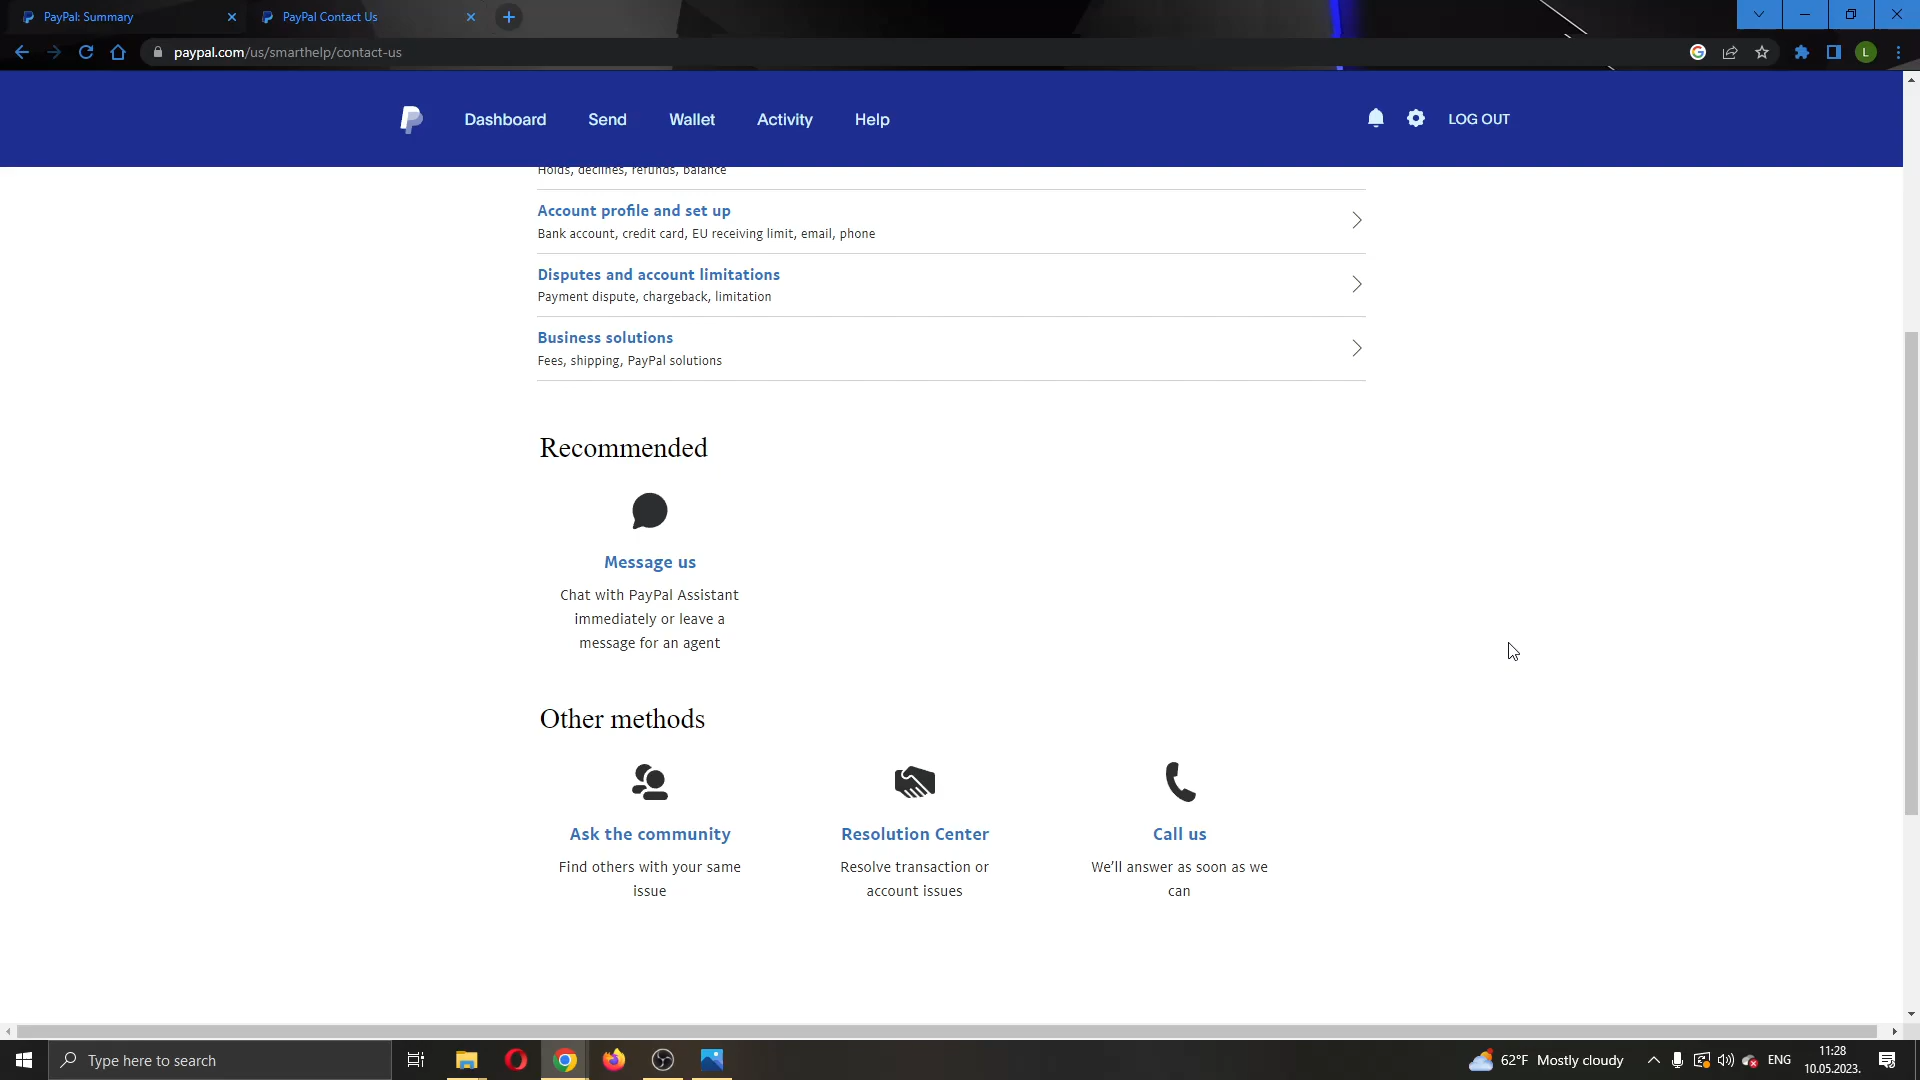 PayPal: Summary
PayPal Contact Us
paypal.com/us/smarthelp/contact-us
L
Dashboard
Send
Wallet
Activity
Help
LOG OUT
Holds, declines, refunds, balance
Account profile and set up
Bank account, credit card, EU receiving limit, email, phone
Disputes and account limitations
Payment dispute, chargeback, limitation
Business solutions
Fees, shipping, PayPal solutions
Recommended
Message us
Chat with PayPal Assistant
immediately or leave a
message for an agent
Other methods
Ask the community
Find others with your same
issue
Resolution Center
Resolve transaction or
account issues
Call us
We’ll answer as soon as we
can
Type here to search
62°F Mostly cloudy
ENG
11:28
10.05.2023.